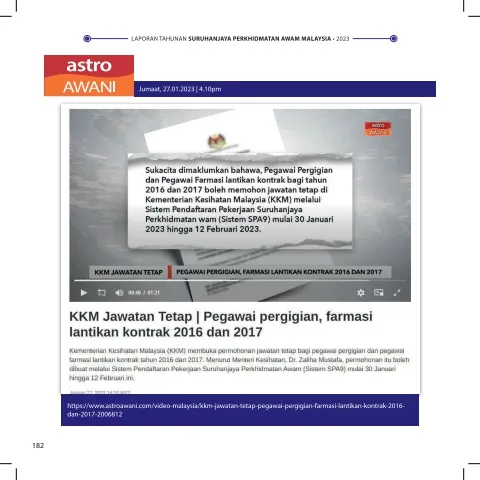 LAPORAN TAHUNAN SURUHANJAYA PERKHIDMATAN AWAM MALAYSIA • 2023
astro
AWANI
Jumaat, 27.01.2023 | 4.10pm
astro
AWANI
Sukacita dimaklumkan bahawa, Pegawai Pergigian
dan Pegawai Farmasi lantikan kontrak bagi tahun
2016 dan 2017 boleh memohon jawatan tetap di
Kementerian Kesihatan Malaysia (KKM) melalui
Sistem Pendaftaran Pekerjaan Suruhanjaya
Perkhidmatan wam (Sistem SPA9) mulai 30 Januari
2023 hingga 12 Februari 2023.
KKM JAWATAN TETAP | PEGAWAI PERGIGIAN, FARMASI LANTIKAN KONTRAK 2016 DAN 2017
00:40 / 01:21
KKM Jawatan Tetap | Pegawai pergigian, farmasi
lantikan kontrak 2016 dan 2017
Kementerian Kesihatan Malaysia (KKM) membuka permohonan jawatan tetap bagi pegawai pergigian dan pegawai
farmasi lantikan kontrak tahun 2016 dan 2017. Menurut Menteri Kesihatan, Dr. Zaliha Mustafa, permohonan itu boleh
dibuat melalui Sistem Pendaftaran Pekerjaan Suruhanjaya Perkhidmatan Awam (Sistem SPA9) mulai 30 Januari
hingga 12 Februari ini.
https://www.astroawani.com/video-malaysia/kkm-jawatan-tetap-pegawai-pergigian-farmasi-lantikan-kontrak-2016-
dan-2017-2006812
182